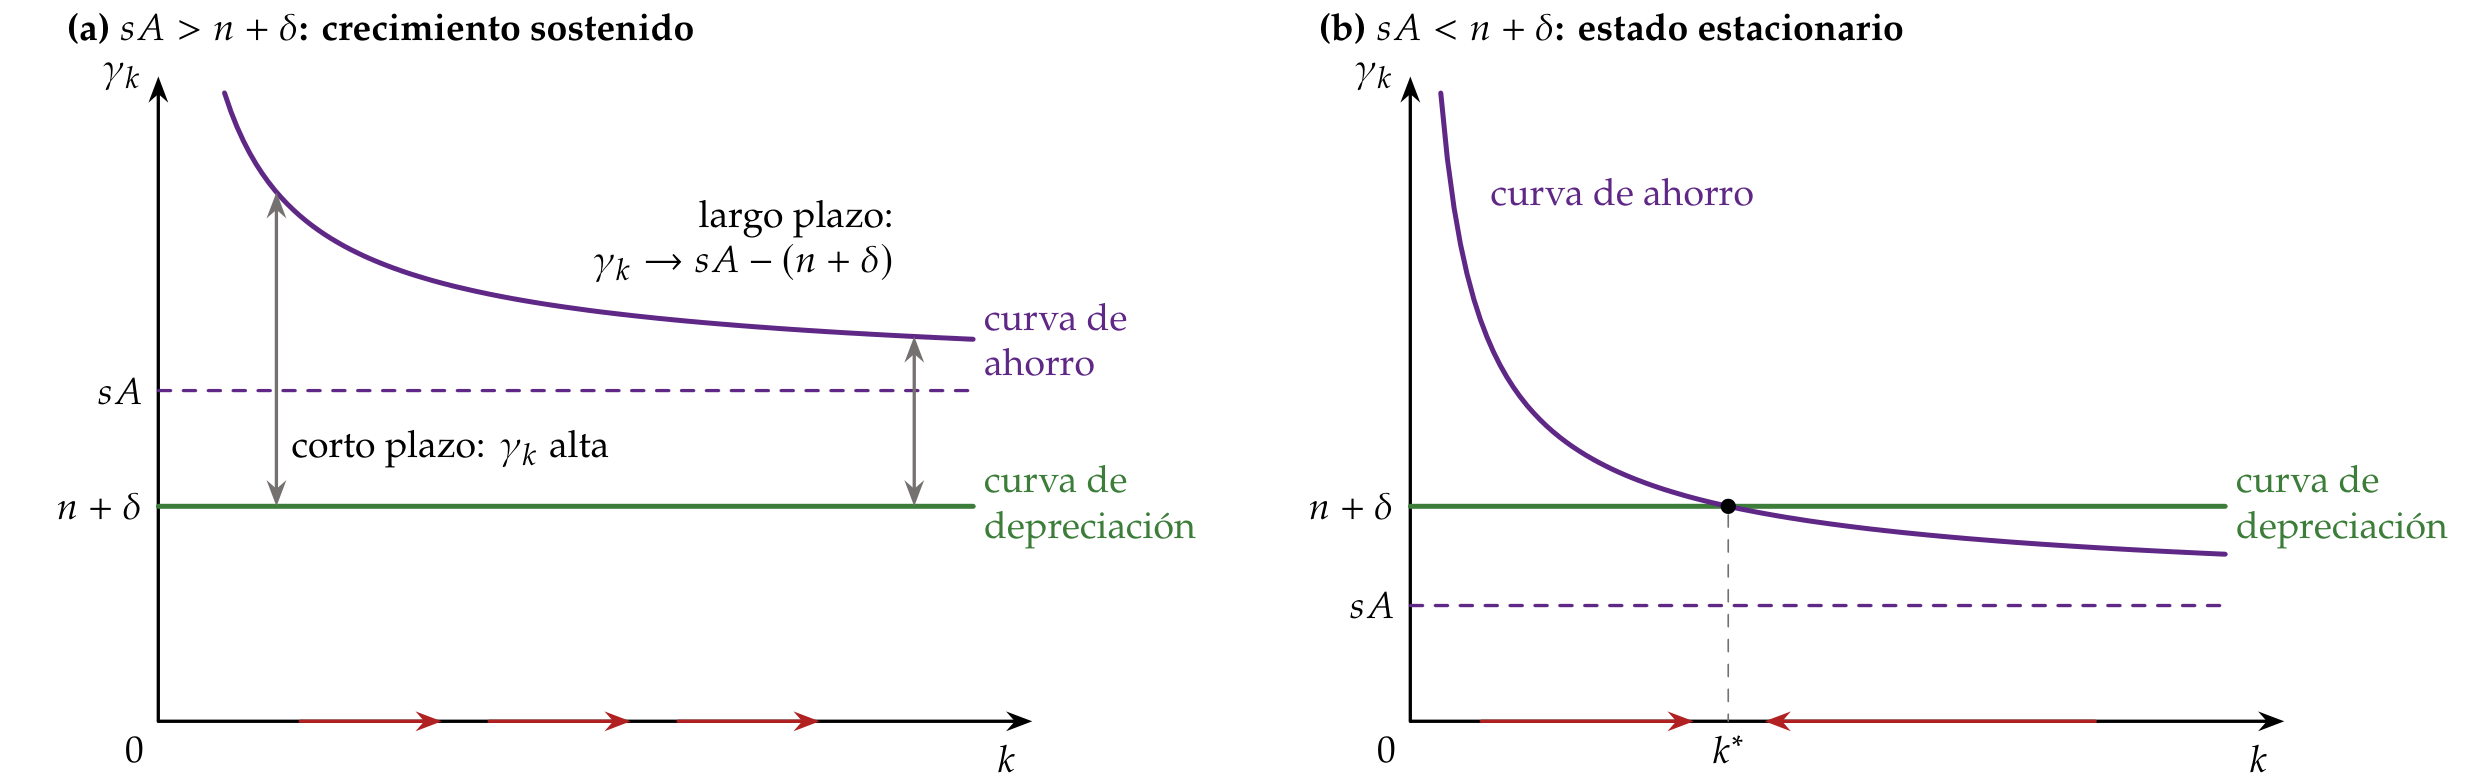 (a) sA > n + δ: crecimiento sostenido
γk
largo plazo:
γk → sA − (n + δ)
curva de
ahorro
sA
corto plazo: γk alta
curva de
depreciación
n + δ
0
k
(b) sA < n + δ: estado estacionario
γk
curva de ahorro
curva de
depreciación
n + δ
sA
0
k*
k